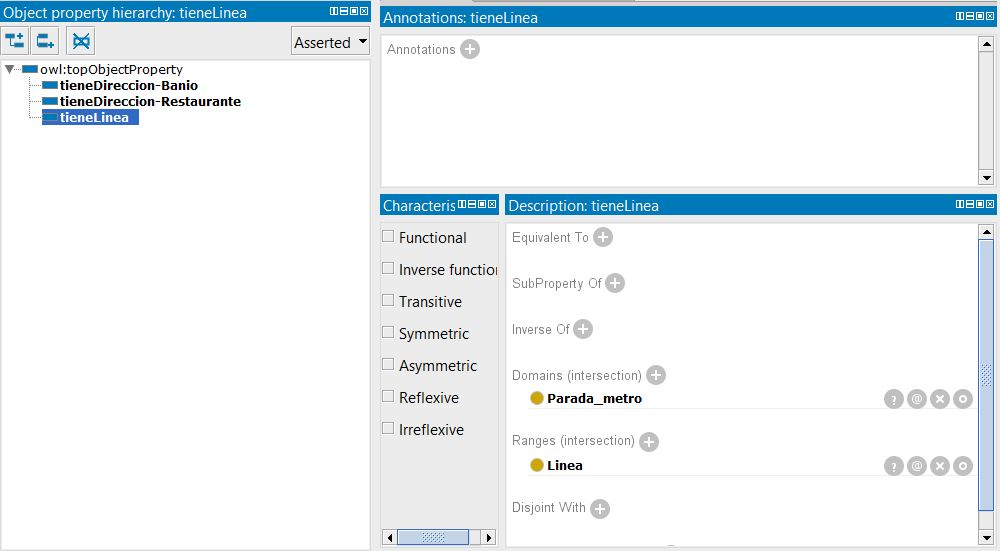 Object property hierarchy: tieneLinea
Asserted
owl:topObjectProperty
tieneDireccion-Banio
tieneDireccion-Restaurante
tieneLinea
Annotations: tieneLinea
Annotations
Characteris
Functional
Inverse function
Transitive
Symmetric
Asymmetric
Reflexive
Irreflexive
Description: tieneLinea
Equivalent To
SubProperty Of
Inverse Of
Domains (intersection)
Parada_metro
? @ × o
Ranges (intersection)
Linea
? @ × o
Disjoint With